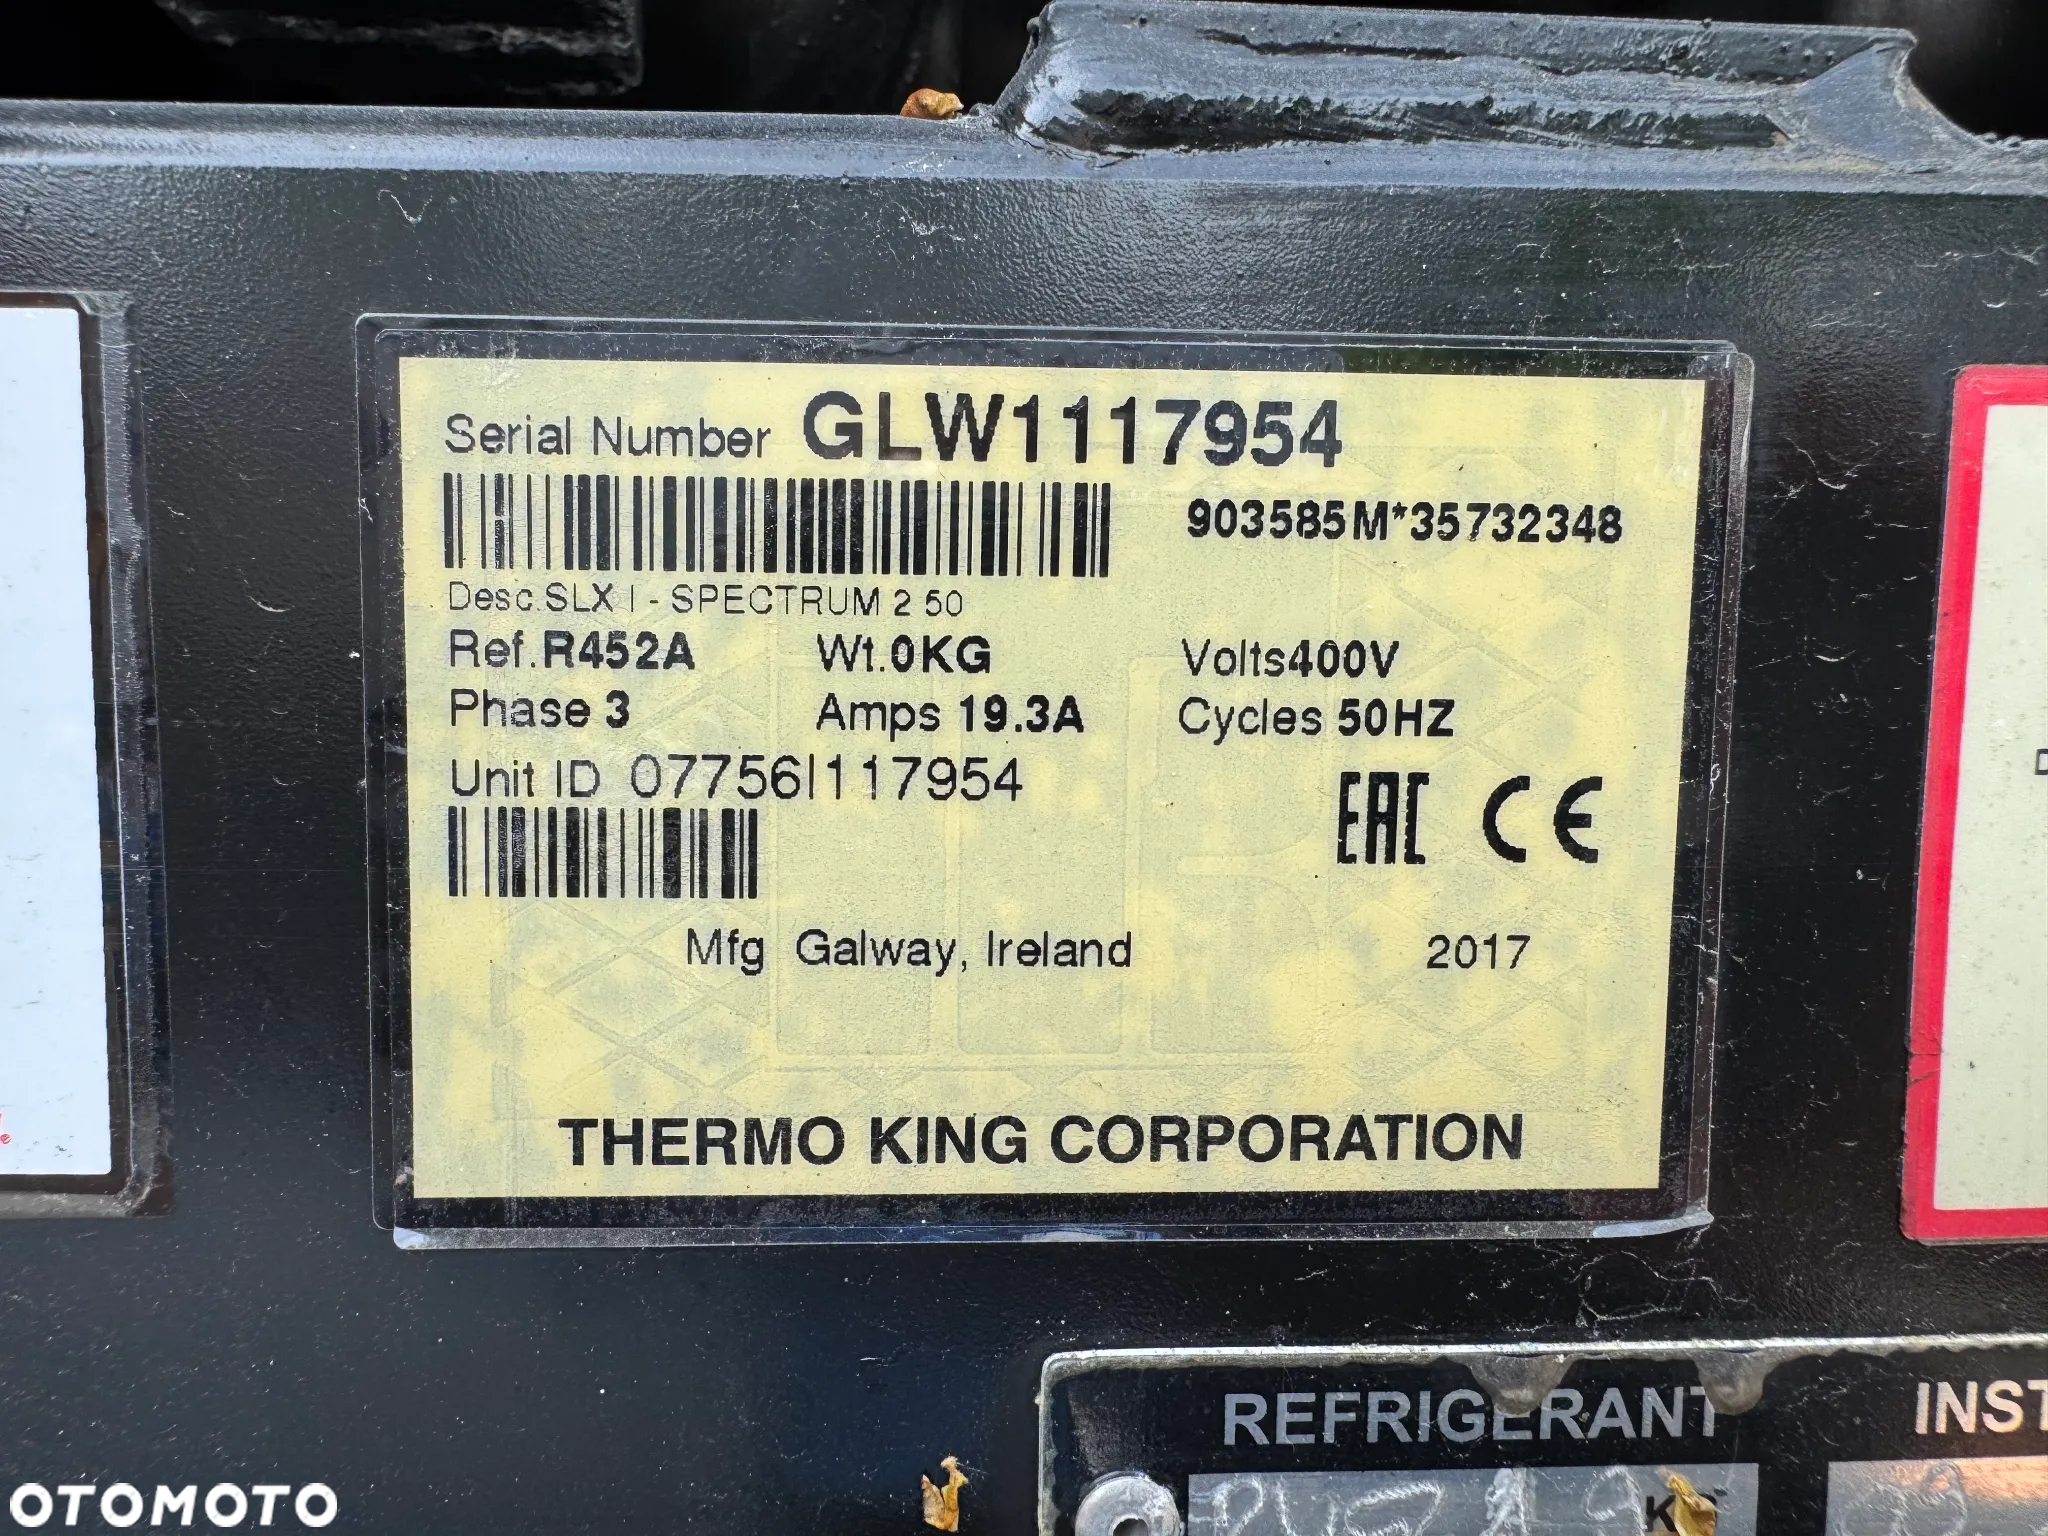 Serial Number GLW1117954
903585M*35732348
Desc.SLX I - SPECTRUM 2 50
Ref.R452A Wt.0KG Volts400V
Phase 3 Amps 19.3A Cycles 50HZ
Unit ID 07756I117954
EAC CE
Mfg Galway, Ireland 2017
THERMO KING CORPORATION
REFRIGERANT INST
OTOMOTO